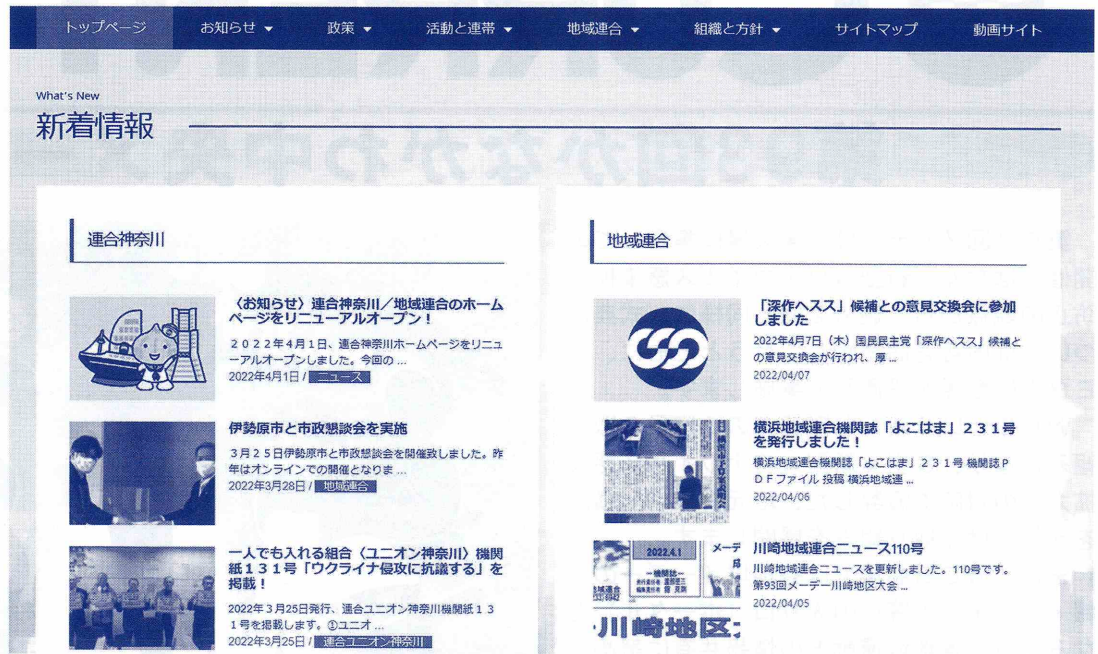 トップページ お知らせ 政策 活動と連帯 地域連合 組織と方針 サイトマップ 動画サイト
What's New
新着情報
連合神奈川
〈お知らせ〉連合神奈川／地域連合のホーム
ページをリニューアルオープン！
２０２２年４月１日、連合神奈川ホームページをリニュ
ーアルオープンしました。今回の ...
2022年4月1日 / ニュース
伊勢原市と市政懇談会を実施
３月２５日伊勢原市と市政懇談会を開催致しました。昨
年はオンラインでの開催となりま ...
2022年3月28日 / 地域連合
一人でも入れる組合〈ユニオン神奈川〉機関
紙１３１号「ウクライナ侵攻に抗議する」を
掲載！
2022年３月25日発行、連合ユニオン神奈川機関紙１３
１号を掲載します。①ユニオ ...
2022年3月25日 / 連合ユニオン神奈川
地域連合
「深作ヘスス」候補との意見交換会に参加
しました
2022年4月7日（木）国民民主党「深作ヘスス」候補と
の意見交換会が行われ、厚 ...
2022/04/07
横浜地域連合機関誌「よこはま」２３１号
を発行しました！
横浜地域連合機関誌「よこはま」２３１号 機関誌Ｐ
ＤＦファイル 投稿 横浜地域連 ...
2022/04/06
横浜市予算案説明会
川崎地域連合ニュース110号
川崎地域連合ニュースを更新しました。110号です。
第93回メーデー川崎地区大会 ...
2022/04/05
2022.4.1
ー機関誌ー
メーデ
川崎地区